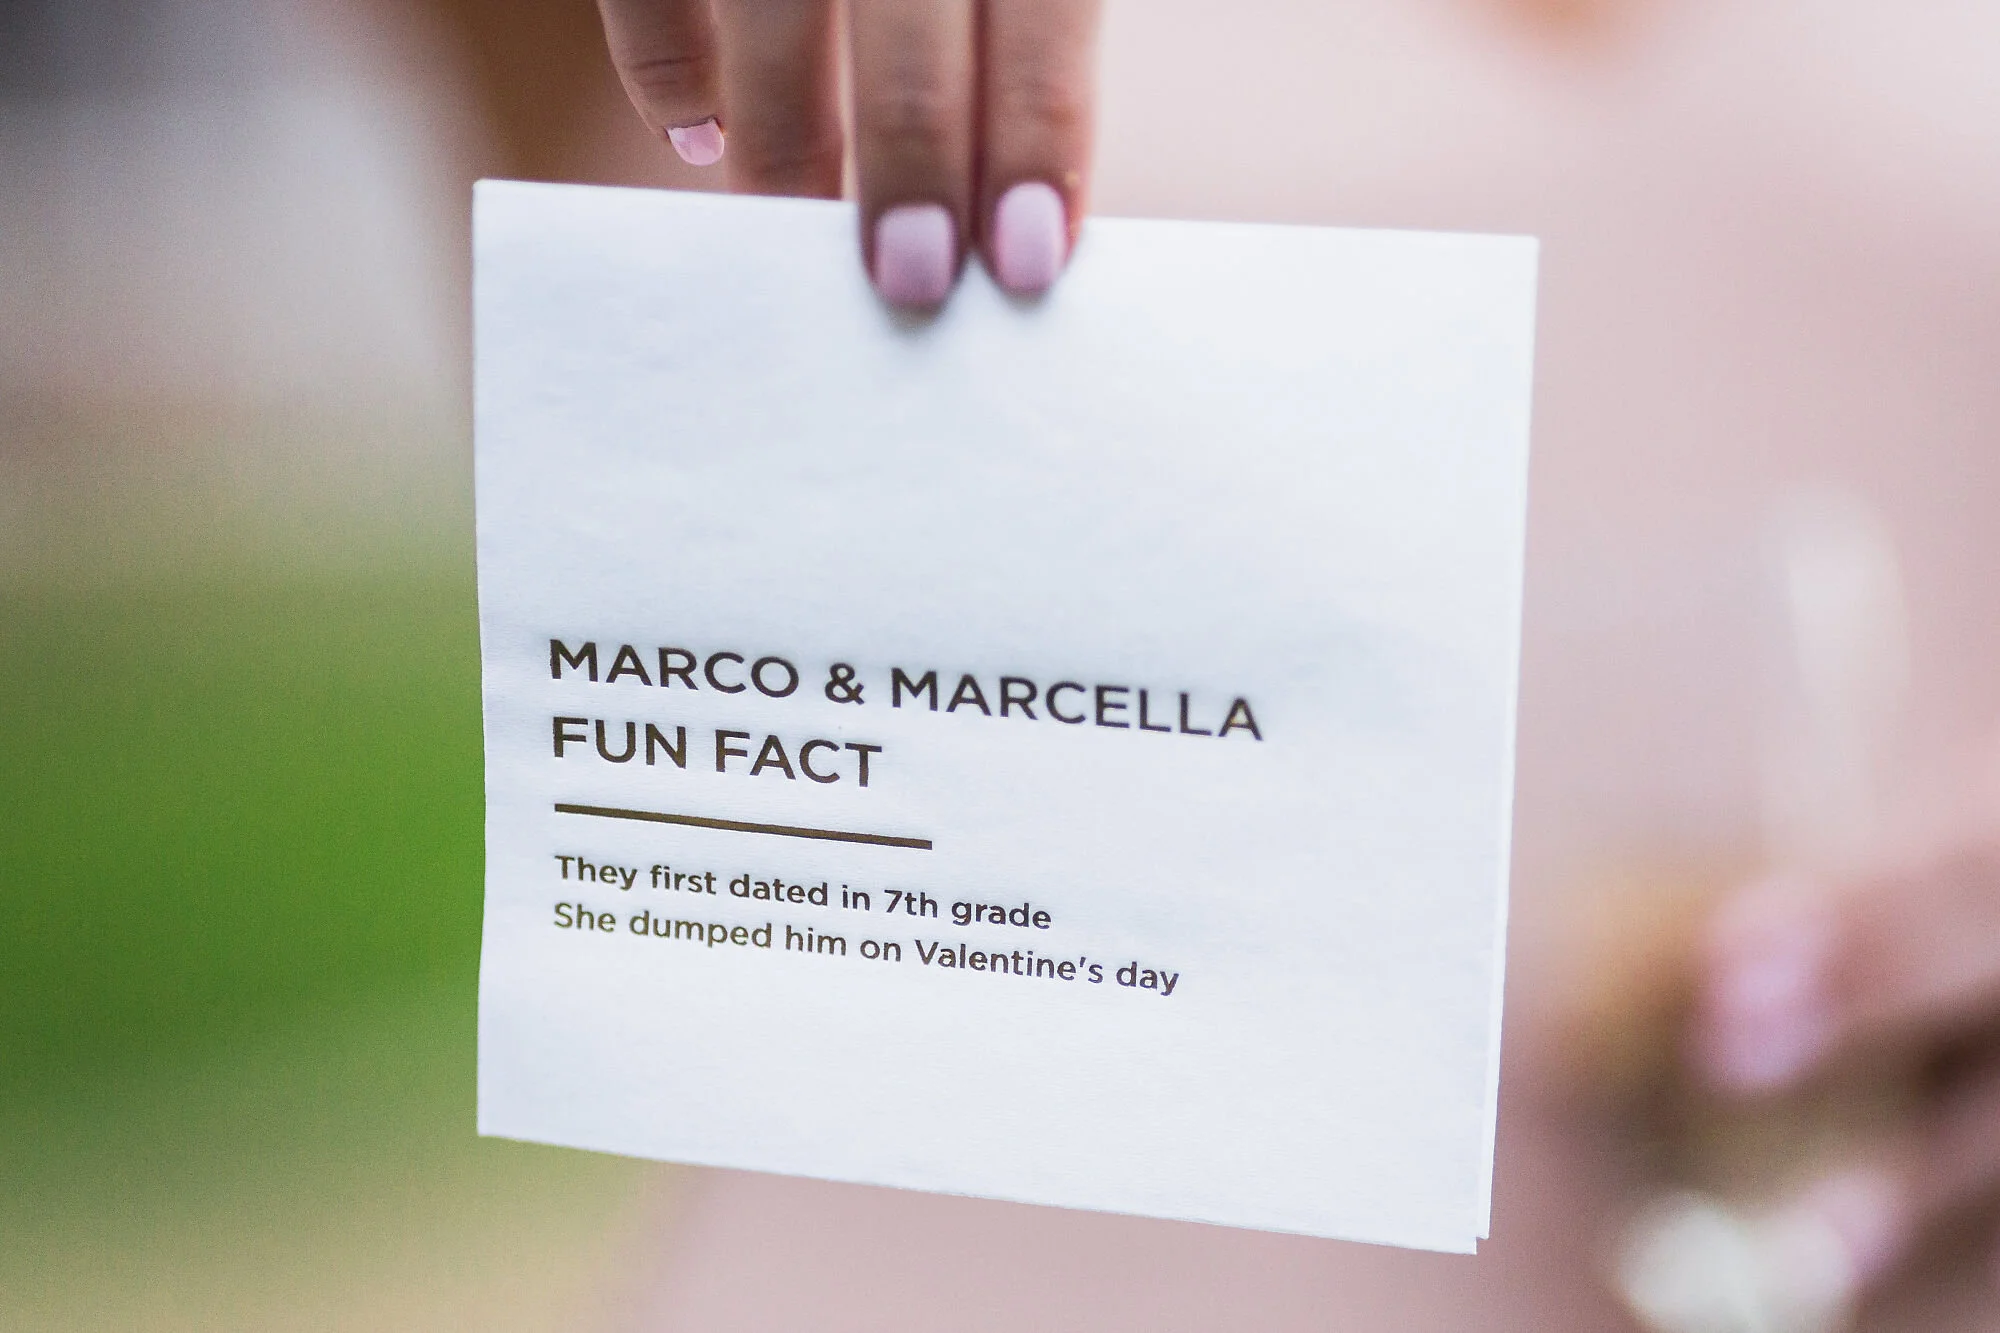 MARCO & MARCELLA
FUN FACT
They first dated in 7th grade
She dumped him on Valentine's day